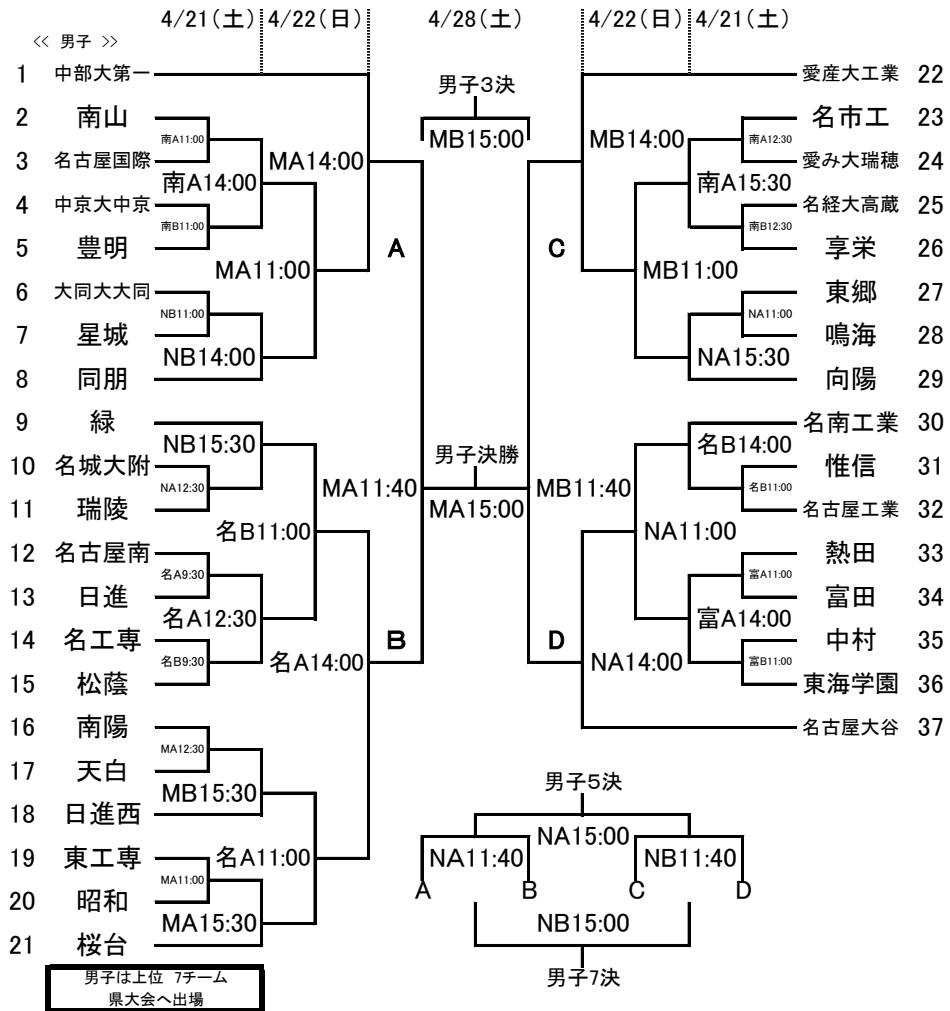 4/21(土) 4/22(日) 4/28(土) 4/22(日) 4/21(土)
<< 男子 >>
1 中部大第一
2 南山
南A11:00
3 名古屋国際
南A14:00
4 中京大中京
南B11:00
5 豊明
MA14:00
MA11:00
A
6 大同大大同
NB11:00
7 星城
NB14:00
8 同朋
9 緑
NB15:30
10 名城大附
NA12:30
11 瑞陵
名B11:00
12 名古屋南
名A9:30
13 日進
名A12:30
14 名工専
名B9:30
15 松蔭
名A14:00
B
MA11:40
16 南陽
MA12:30
17 天白
MB15:30
18 日進西
名A11:00
19 東工専
MA11:00
20 昭和
MA15:30
21 桜台
男子は上位 7チーム
県大会へ出場
男子3決
MB15:00
男子決勝
MA15:00
愛産大工業 22
名市工 23
南A12:30
愛み大瑞穂 24
南A15:30
名経大高蔵 25
南B12:30
享栄 26
MB14:00
MB11:00
C
東郷 27
NA11:00
鳴海 28
NA15:30
向陽 29
名南工業 30
名B14:00
惟信 31
名B11:00
名古屋工業 32
MB11:40
NA11:00
熱田 33
富A11:00
富田 34
富A14:00
中村 35
富B11:00
東海学園 36
D
NA14:00
名古屋大谷 37
男子5決
NA15:00
NA11:40 NB11:40
A B C D
NB15:00
男子7決